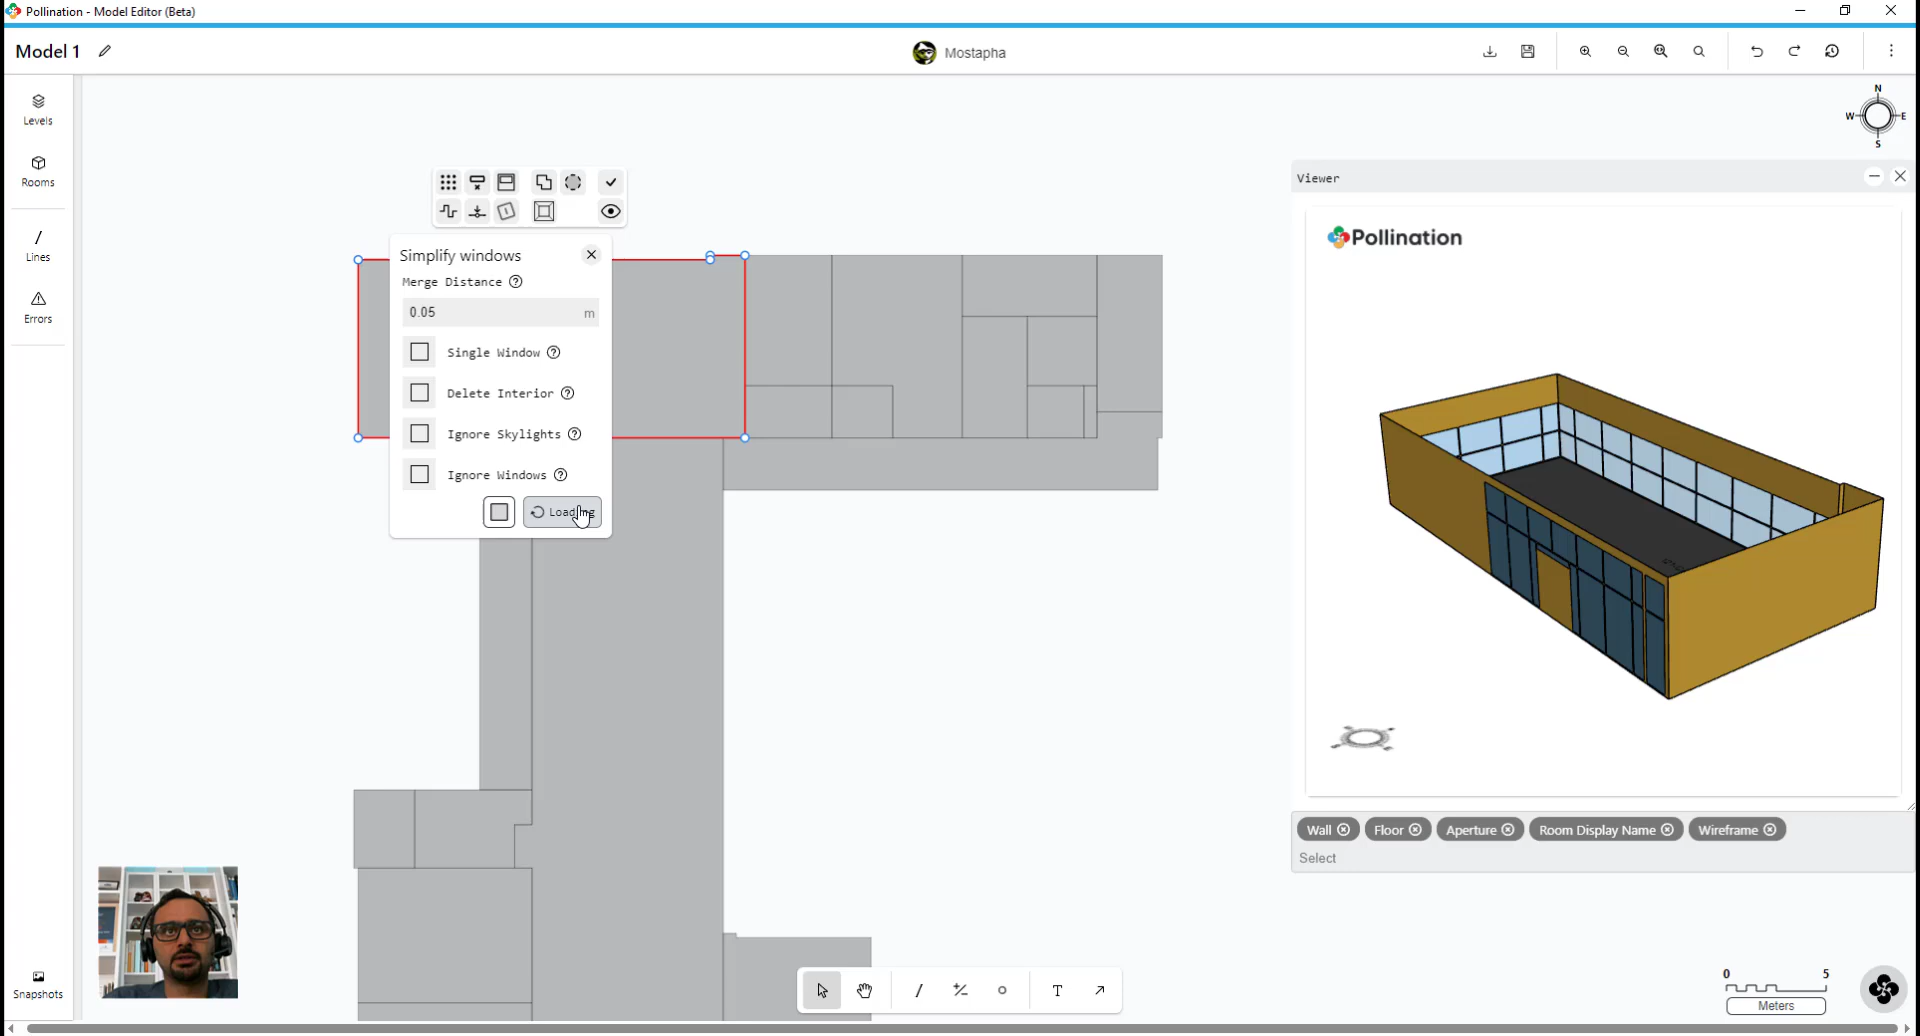 Pollination - Model Editor (Beta)
Model 1
Mostapha
Levels
Rooms
Lines
Errors
Snapshots
N
W E
S
Viewer
Pollination
Simplify windows
Merge Distance ?
0.05 m
Single Window ?
Delete Interior ?
Ignore Skylights ?
Ignore Windows ?
Loading
Wall
Floor
Aperture
Room Display Name
Wireframe
Select
T
0 5
Meters